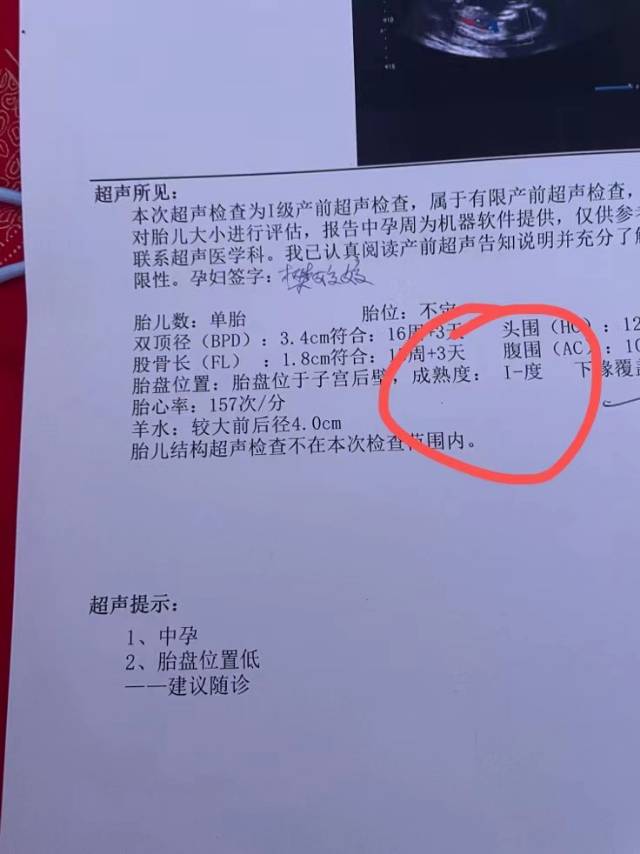 超声所见：
本次超声检查为I级产前超声检查，属于有限产前超声检查，
对胎儿大小进行评估，报告中孕周为机器软件提供，仅供参
联系超声医学科。我已认真阅读产前超声告知说明并充分了解
限性。孕妇签字：
胎儿数：单胎 胎位：不定
双顶径（BPD）：3.4cm符合：16周+3天 头围（HC）：12
股骨长（FL）：1.8cm符合：1周+3天 腹围（AC）：10
胎盘位置：胎盘位于子宫后壁，成熟度：I-度 下缘覆盖
胎心率：157次/分
羊水：较大前后径4.0cm
胎儿结构超声检查不在本次检查范围内。
超声提示：
1、中孕
2、胎盘位置低
——建议随诊